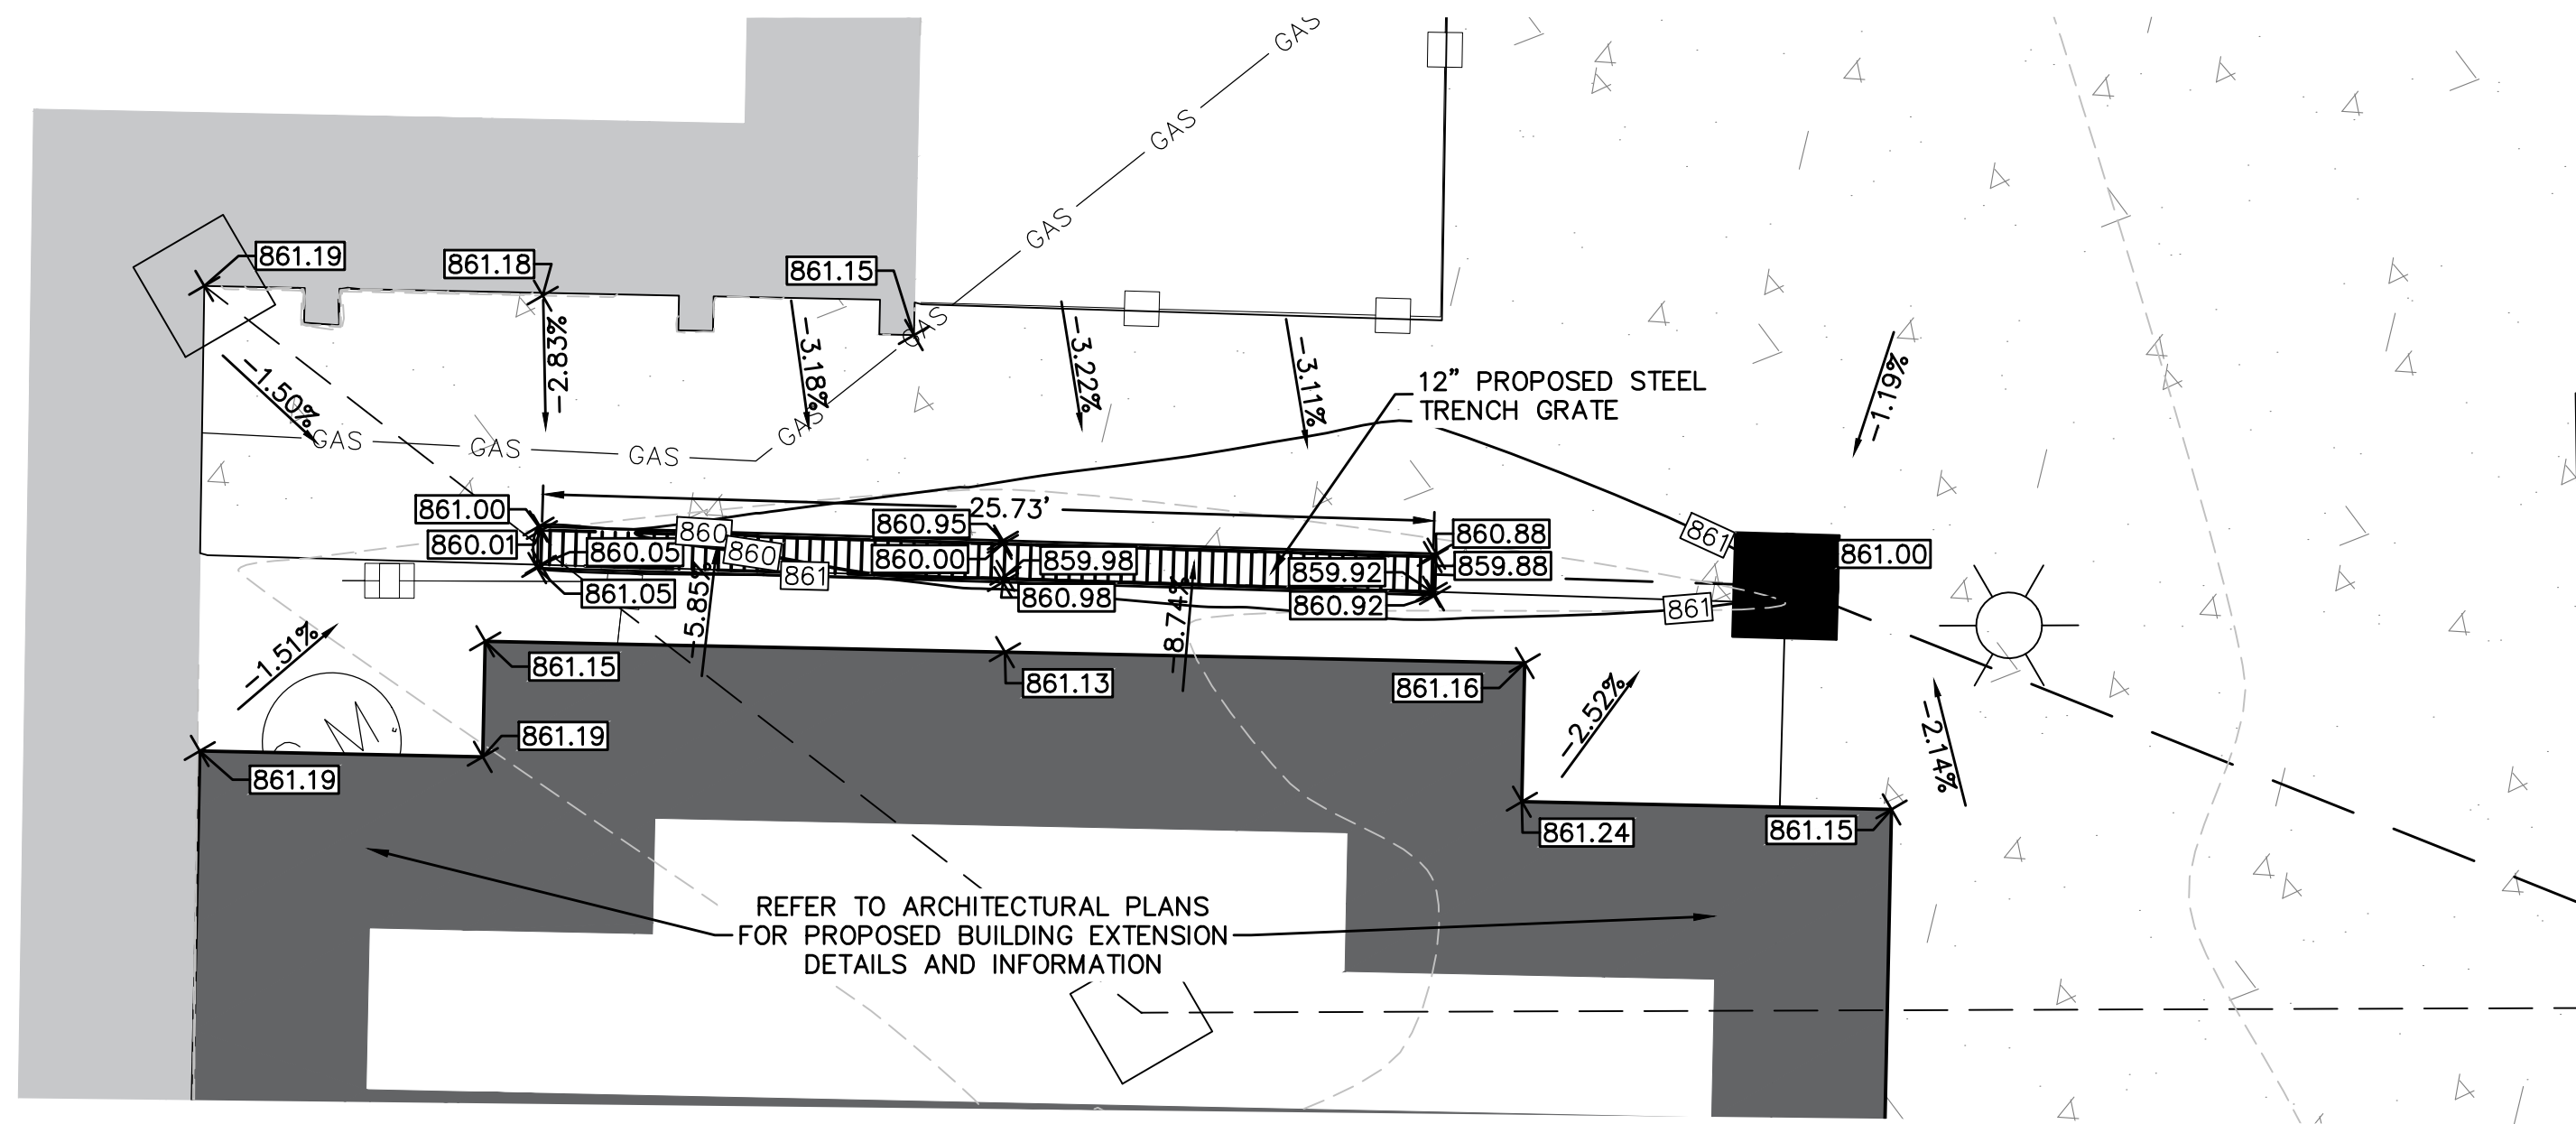 GAS
GAS
GAS
861.19
861.18
861.15
GAS
-2.83%
-3.18%
-3.22%
-3.11%
-1.19%
-1.50%
12” PROPOSED STEEL
TRENCH GRATE
GAS
GAS
GAS
GAS
861.00
25.73'
860.95
860.88
860
860
861
861.00
860.01
860.05
860.00
859.98
859.92
859.88
861
861.05
860.98
860.92
861
-5.85%
-8.74%
-1.51%
861.15
861.13
861.16
-2.52%
-2.14%
M
861.19
861.19
861.24
861.15
REFER TO ARCHITECTURAL PLANS
FOR PROPOSED BUILDING EXTENSION
DETAILS AND INFORMATION